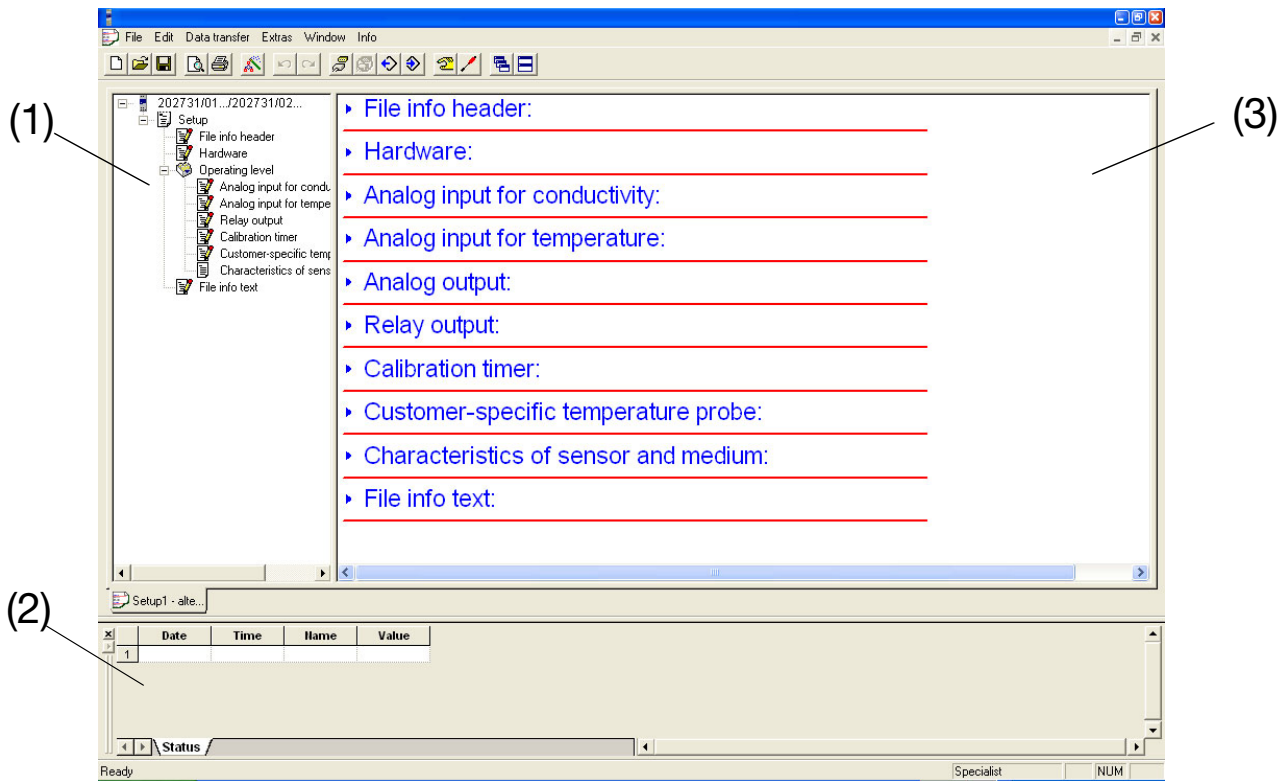 File Edit Data transfer Extras Window Info
(1)
202731/01.../202731/02...
Setup
File info header
Hardware
Operating level
Analog input for condu
Analog input for tempe
Relay output
Calibration timer
Customer-specific temp
Characteristics of sens
File info text
File info header:
Hardware:
Analog input for conductivity:
Analog input for temperature:
Analog output:
Relay output:
Calibration timer:
Customer-specific temperature probe:
Characteristics of sensor and medium:
File info text:
(3)
Setup1 - alte...
(2)
Date Time Name Value
1
Status
Ready Specialist NUM